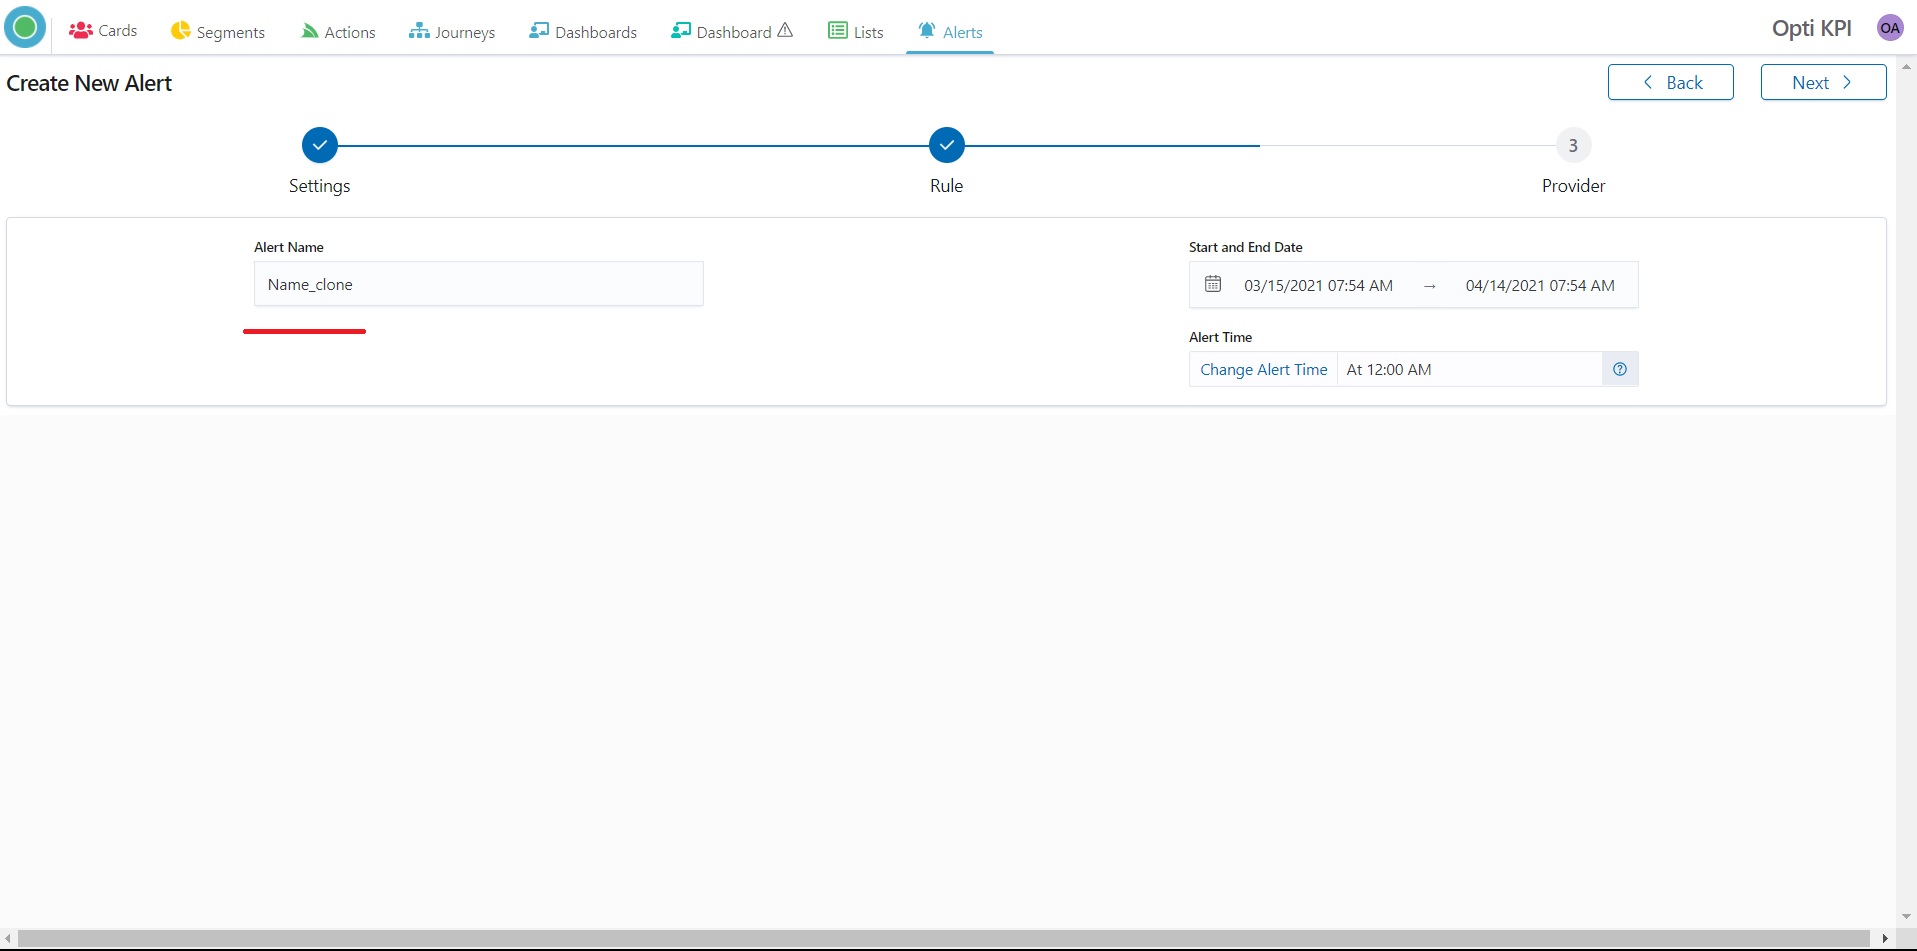 Cards Segments Actions Journeys Dashboards Dashboard Lists Alerts Opti KPI OA
Create New Alert Back Next
3
Settings Rule Provider
Alert Name Start and End Date
Name_clone 03/15/2021 07:54 AM → 04/14/2021 07:54 AM
Alert Time
Change Alert Time At 12:00 AM